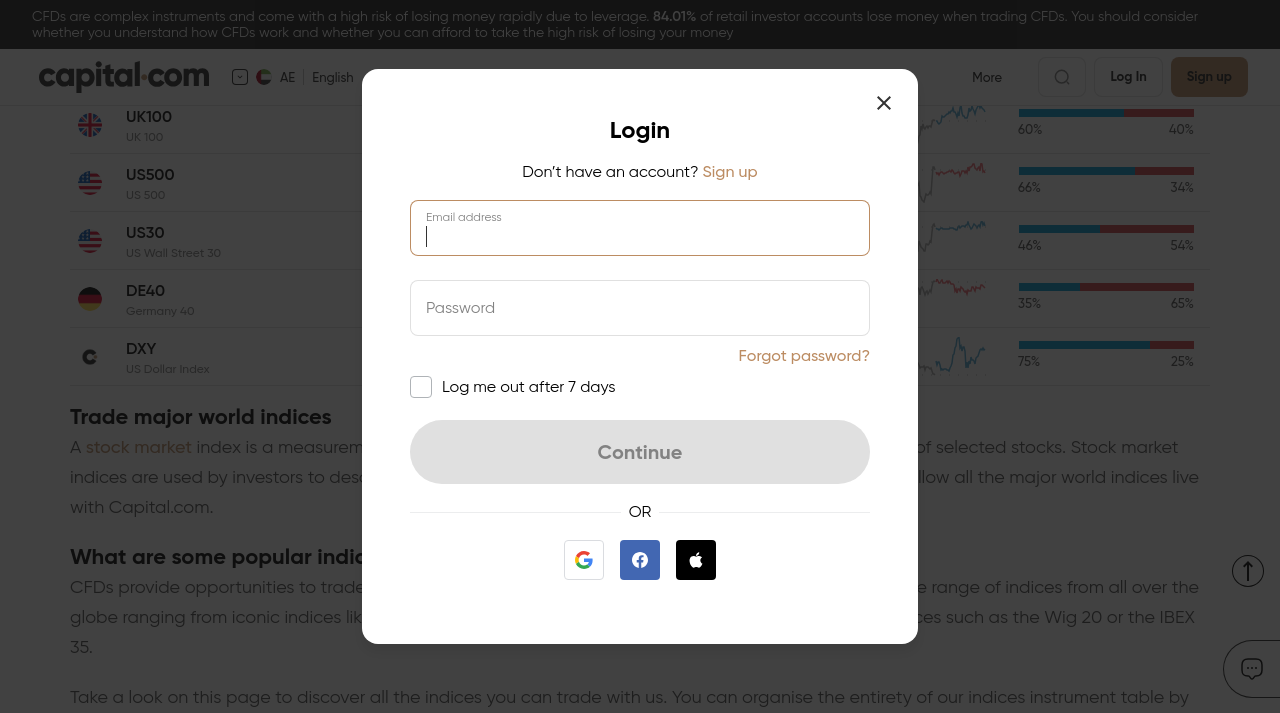 CFDs are complex instruments and come with a high risk of losing money rapidly due to leverage. 84.01% of retail investor accounts lose money when trading CFDs. You should consider
whether you understand how CFDs work and whether you can afford to take the high risk of losing your money
capital.com AE English More Log In Sign up
UK100 60% 40%
UK 100
US500
US 500 66% 34%
US30
US Wall Street 30 46% 54%
DE40
Germany 40 35% 65%
DXY
US Dollar Index 75% 25%
Login
Don’t have an account? Sign up
Email address
Password
Forgot password?
Log me out after 7 days
Continue
OR
Trade major world indices
A stock market index is a measurem of selected stocks. Stock market
indices are used by investors to desc llow all the major world indices live
with Capital.com.
What are some popular indic
CFDs provide opportunities to trade e range of indices from all over the
globe ranging from iconic indices lik ces such as the Wig 20 or the IBEX
35.
Take a look on this page to discover all the indices you can trade with us. You can organise the entirety of our indices instrument table by